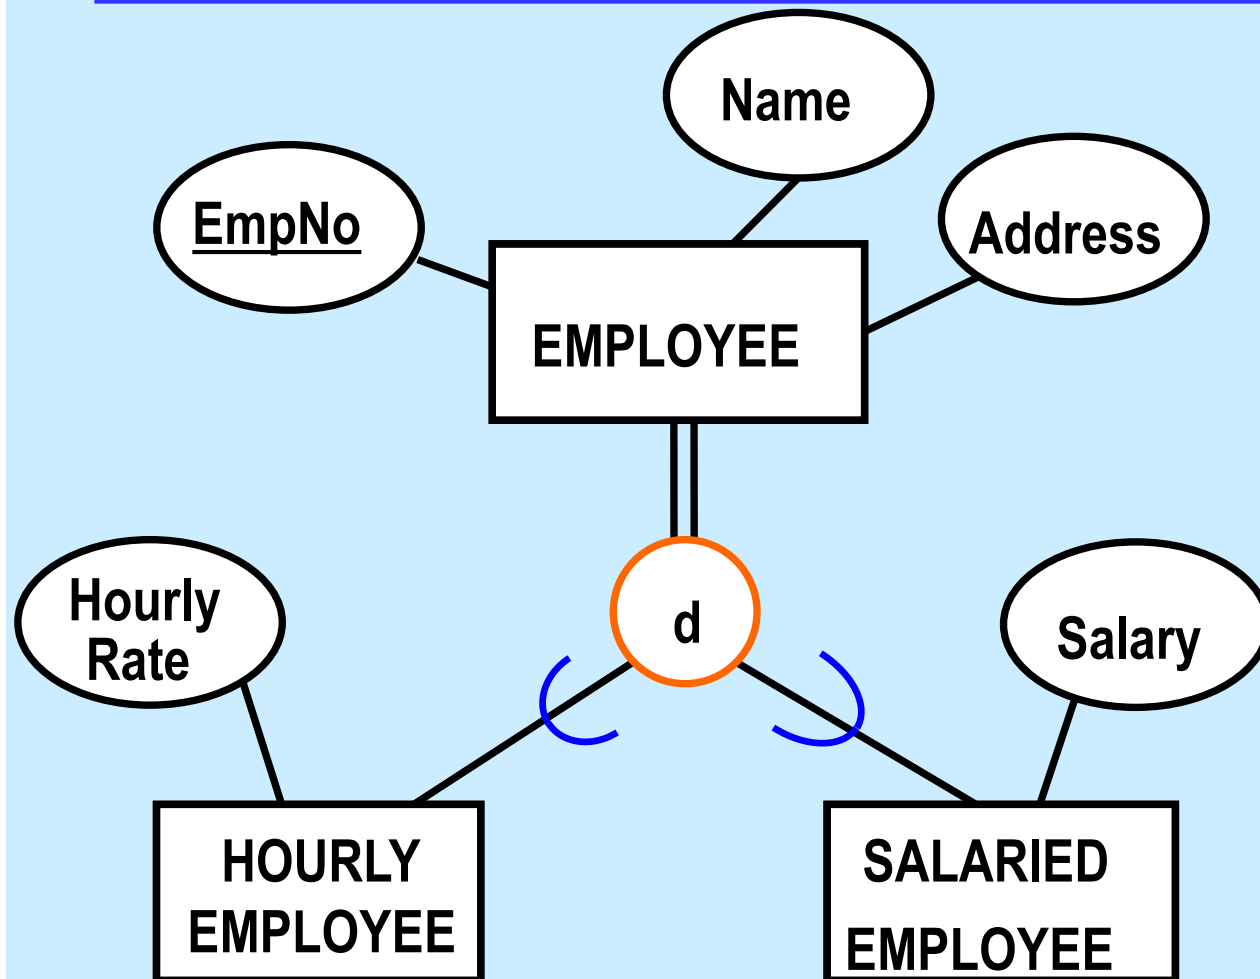 Name
EmpNo
Address
EMPLOYEE
Hourly
Rate
d
Salary
HOURLY
EMPLOYEE
SALARIED
EMPLOYEE